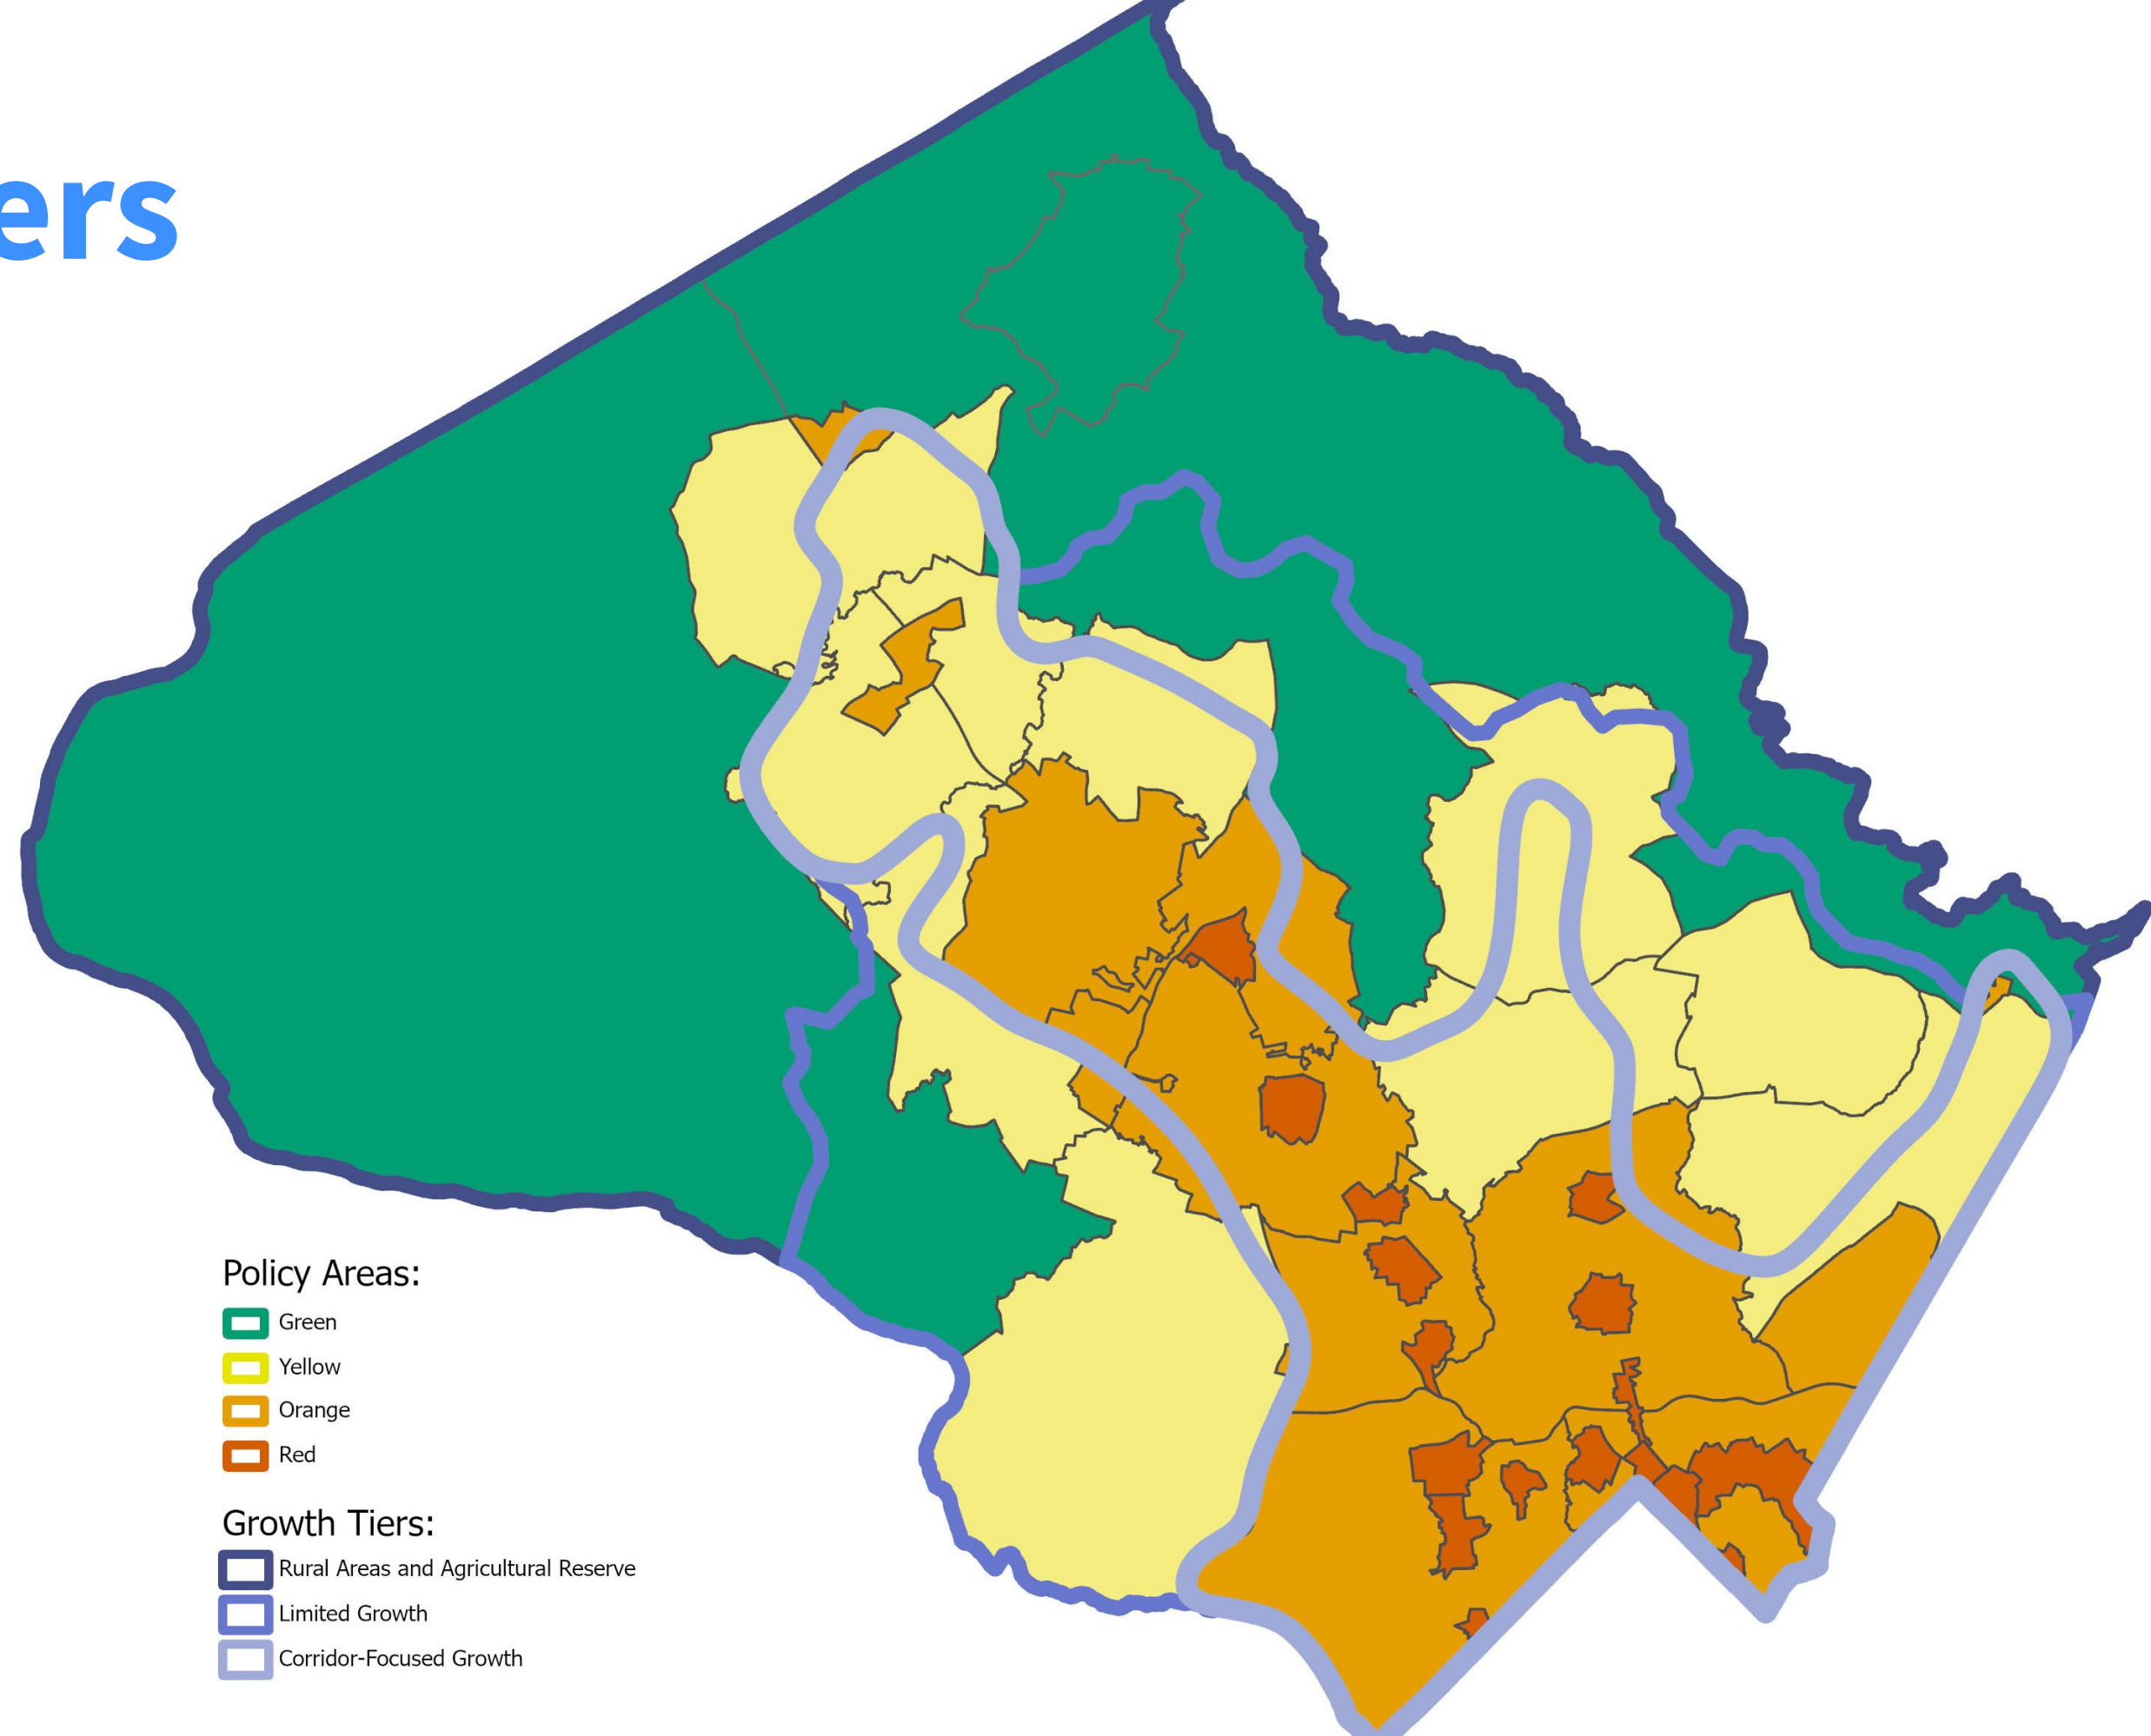 ers
Policy Areas:
Green
Yellow
Orange
Red
Growth Tiers:
Rural Areas and Agricultural Reserve
Limited Growth
Corridor-Focused Growth